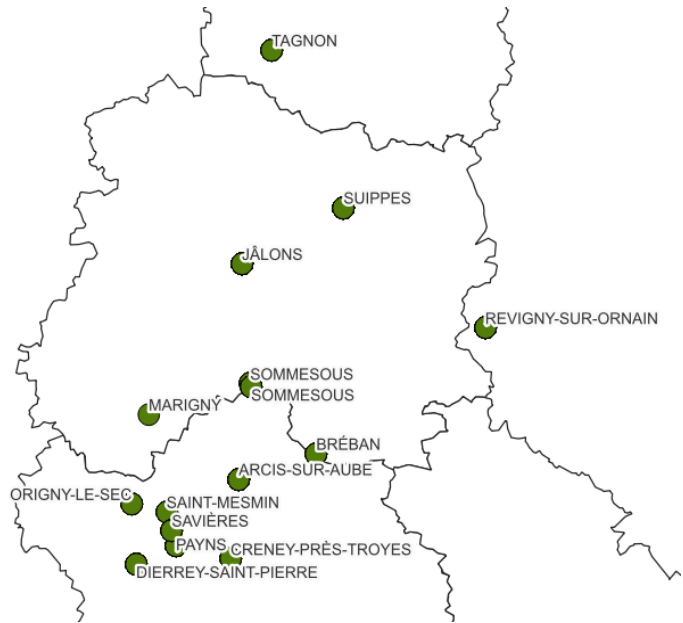 TAGNON
SUIPPES
JÂLONS
REVIGNY-SUR-ORNAIN
SOMMESOUS
SOMMESOUS
MARIGNY
BRÉBAN
ARCIS-SUR-AUBE
ORIGNY-LE-SEC
SAINT-MESMIN
SAVIÈRES
PAYNS
CRENEY-PRÈS-TROYES
DIERREY-SAINT-PIERRE